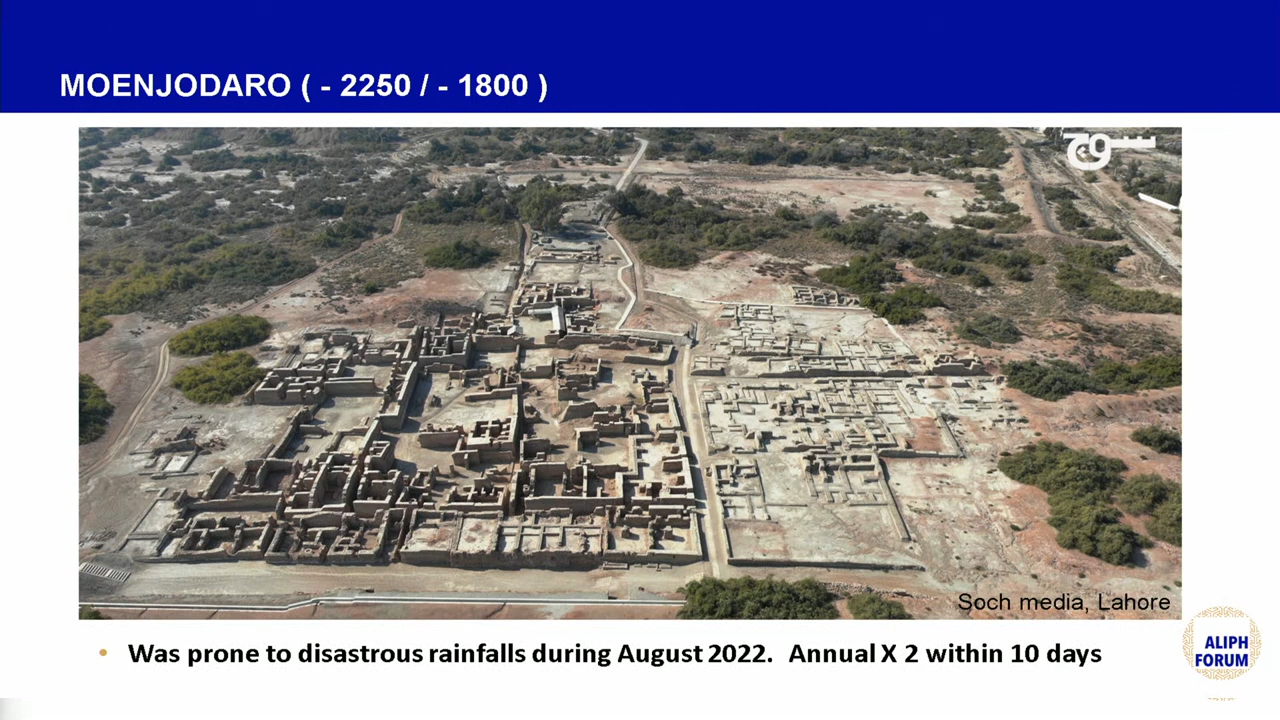 MOENJODARO ( - 2250 / - 1800 )
سوچ
Soch media, Lahore
• Was prone to disastrous rainfalls during August 2022. Annual X 2 within 10 days
ALIPH
FORUM